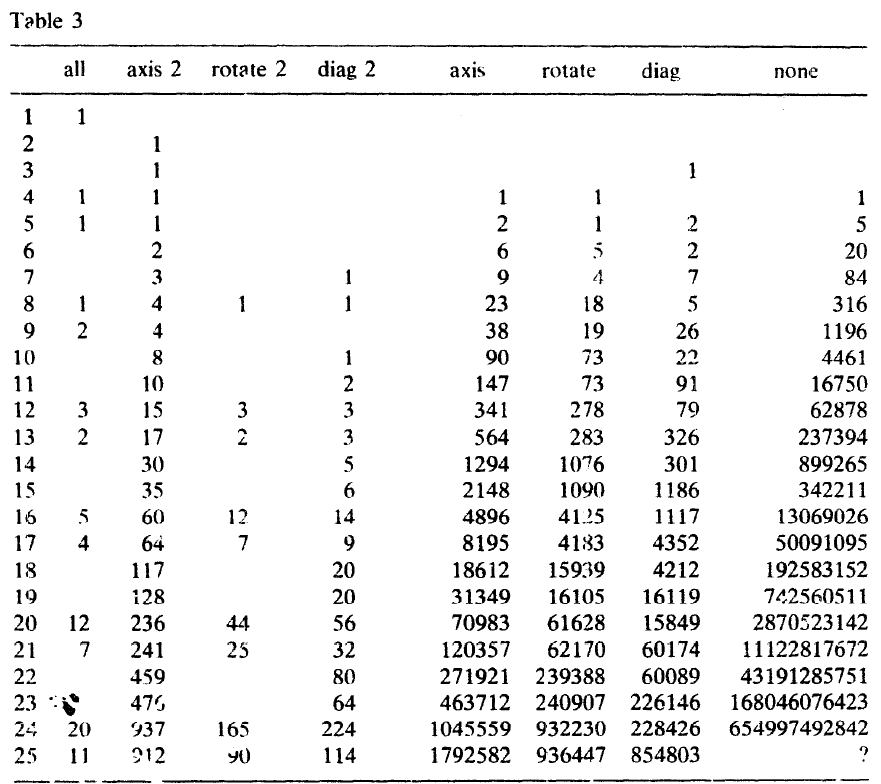 Table 3
all axis 2 rotate 2 diag 2 axis rotate diag none
1 1
2 1
3 1 1
4 1 1 1 1 1
5 1 1 2 1 2 5
6 2 6 5 2 20
7 3 1 9 4 7 84
8 1 4 1 1 23 18 5 316
9 2 4 38 19 26 1196
10 8 1 90 73 22 4461
11 10 2 147 73 91 16750
12 3 15 3 3 341 278 79 62878
13 2 17 2 3 564 283 326 237394
14 30 5 1294 1076 301 899265
15 35 6 2148 1090 1186 342211
16 5 60 12 14 4896 4125 1117 13069026
17 4 64 7 9 8195 4183 4352 50091095
18 117 20 18612 15939 4212 192583152
19 128 20 31349 16105 16119 742560511
20 12 236 44 56 70983 61628 15849 2870523142
21 7 241 25 32 120357 62170 60174 11122817672
22 459 80 271921 239388 60089 43191285751
23 476 64 463712 240907 226146 168046076423
24 20 937 165 224 1045559 932230 228426 654997492842
25 11 912 90 114 1792582 936447 854803 ?